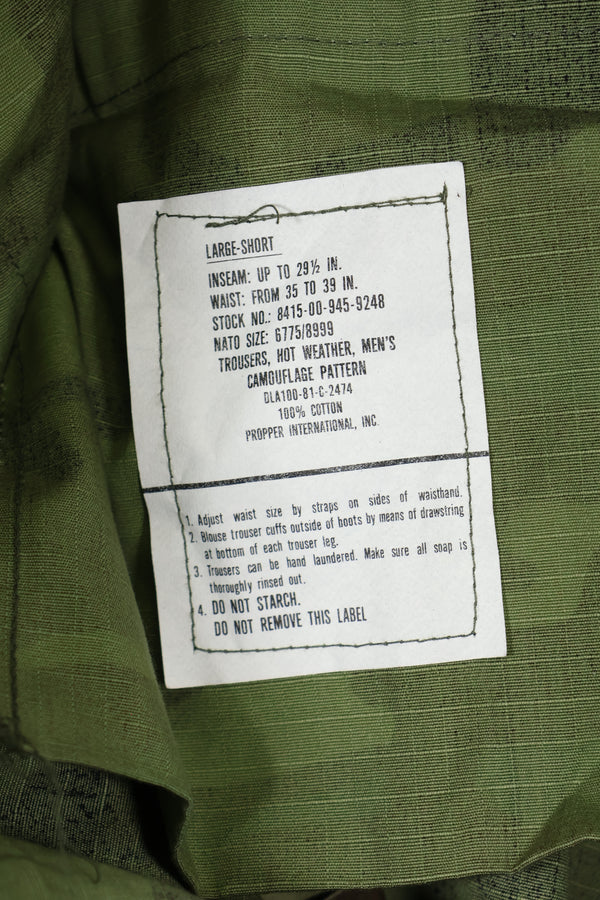 LARGE-SHORT
INSEAM: UP TO 29½ IN.
WAIST: FROM 35 TO 39 IN.
STOCK NO.: 8415-00-945-9248
NATO SIZE: 6775/8999
TROUSERS, HOT WEATHER, MEN'S
CAMOUFLAGE PATTERN
DLA100-81-C-2474
100% COTTON
PROPPER INTERNATIONAL, INC.
1. Adjust waist size by straps on sides of waistband.
2. Blouse trouser cuffs outside of boots by means of drawstring
at bottom of each trouser leg.
3. Trousers can be hand laundered. Make sure all soap is
thoroughly rinsed out.
4. DO NOT STARCH.
DO NOT REMOVE THIS LABEL